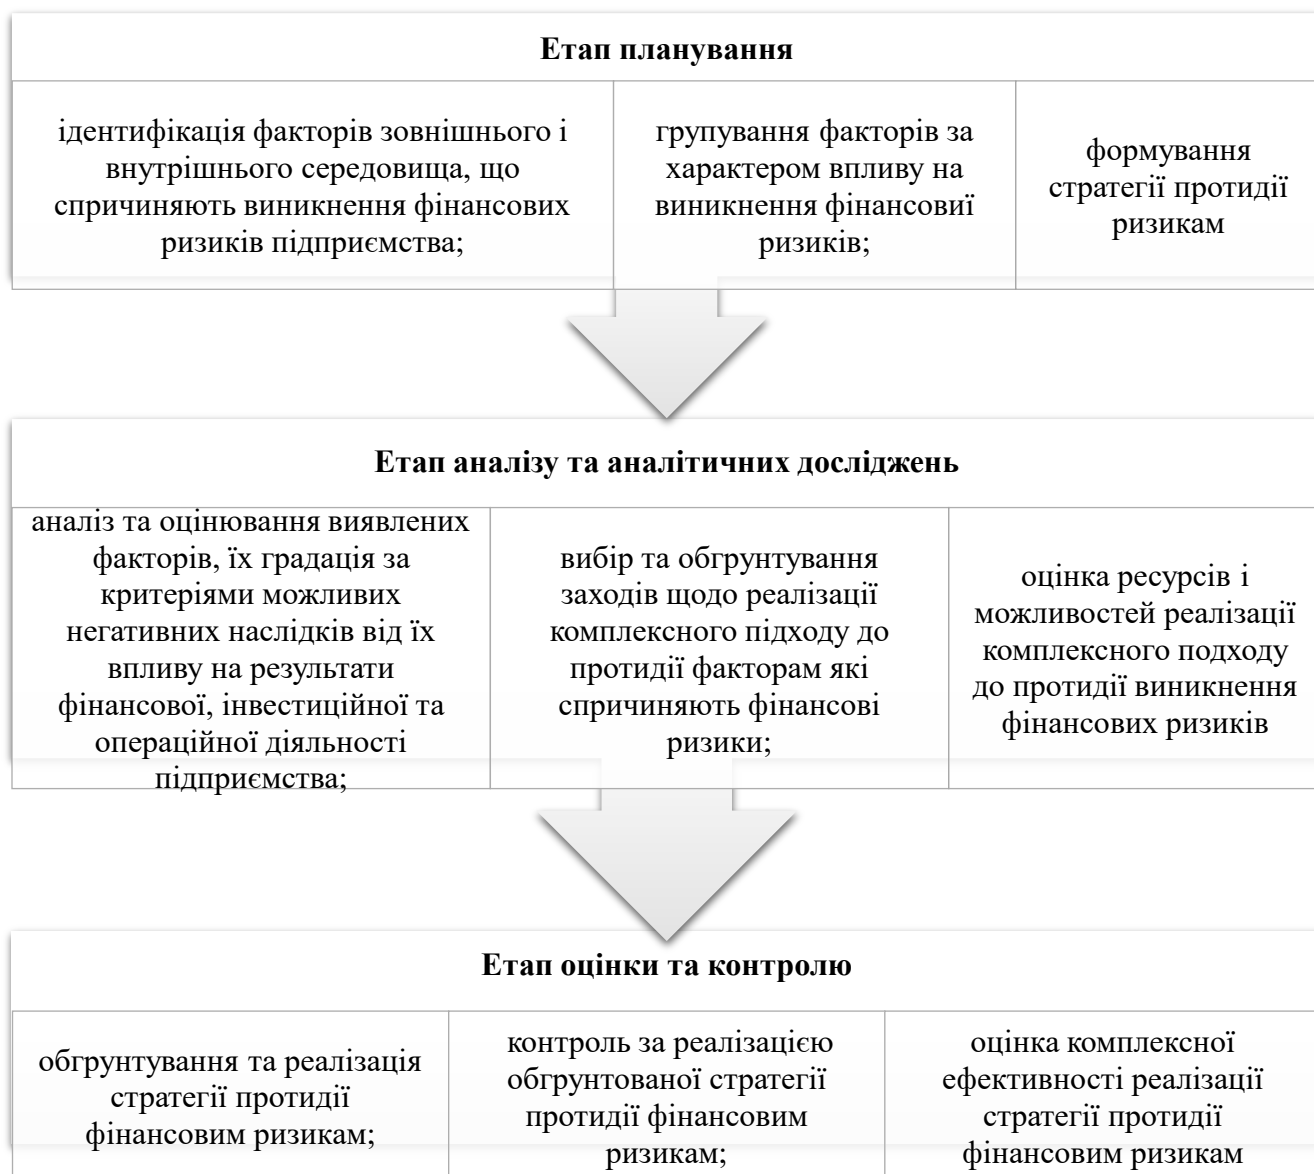 Етап планування
ідентифікація факторів зовнішнього і
внутрішнього середовища, що
спричиняють виникнення фінансових
ризиків підприємства;
групування факторів за
характером впливу на
виникнення фінансовиї
ризиків;
формування
стратегії протидії
ризикам
Етап аналізу та аналітичних досліджень
аналіз та оцінювання виявлених
факторів, їх градація за
критеріями можливих
негативних наслідків від їх
впливу на результати
фінансової, інвестиційної та
операційної діяльності
підприємства;
вибір та обгрунтування
заходів щодо реалізації
комплексного підходу до
протидії факторам які
спричиняють фінансові
ризики;
оцінка ресурсів і
можливостей реалізації
комплексного подходу
до протидії виникнення
фінансових ризиків
Етап оцінки та контролю
обгрунтування та реалізація
стратегії протидії
фінансовим ризикам;
контроль за реалізацією
обгрунтованої стратегії
протидії фінансовим
ризикам;
оцінка комплексної
ефективності реалізації
стратегії протидії
фінансовим ризикам